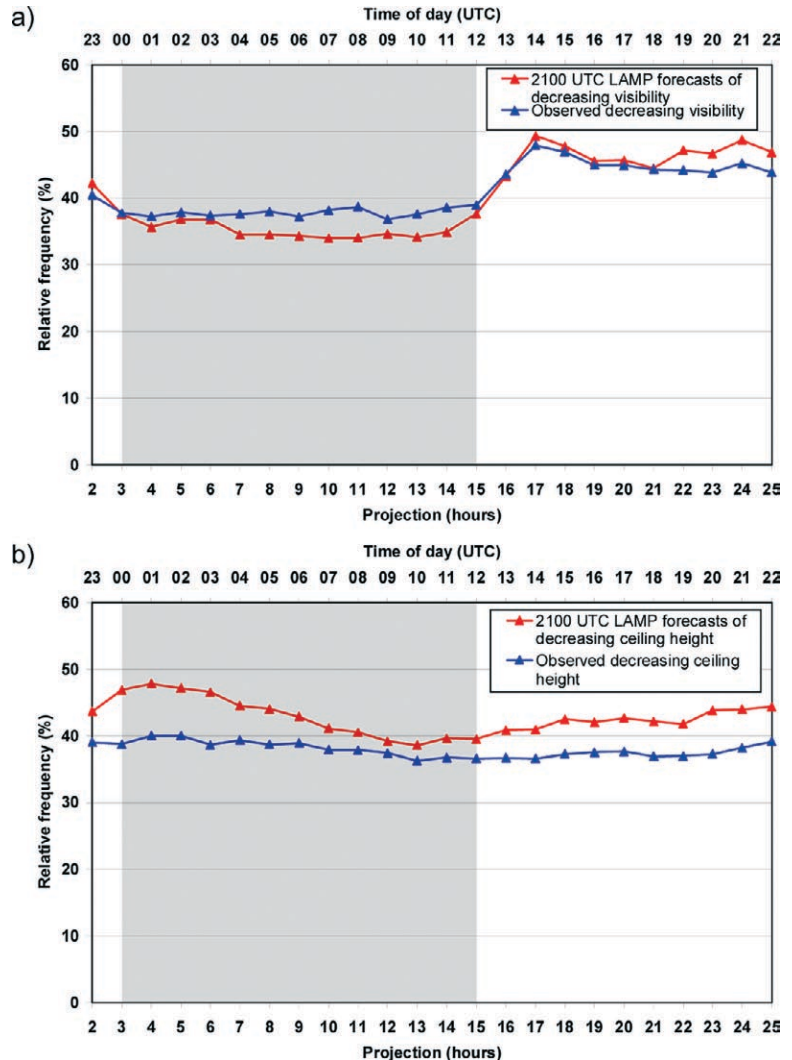 a)
Time of day (UTC)
23 00 01 02 03 04 05 06 07 08 09 10 11 12 13 14 15 16 17 18 19 20 21 22
60
50
40
30
20
10
0
Relative frequency (%)
2100 UTC LAMP forecasts of
decreasing visibility
Observed decreasing visibility
2 3 4 5 6 7 8 9 10 11 12 13 14 15 16 17 18 19 20 21 22 23 24 25
Projection (hours)
b)
Time of day (UTC)
23 00 01 02 03 04 05 06 07 08 09 10 11 12 13 14 15 16 17 18 19 20 21 22
60
50
40
30
20
10
0
Relative frequency (%)
2100 UTC LAMP forecasts of
decreasing ceiling height
Observed decreasing ceiling
height
2 3 4 5 6 7 8 9 10 11 12 13 14 15 16 17 18 19 20 21 22 23 24 25
Projection (hours)